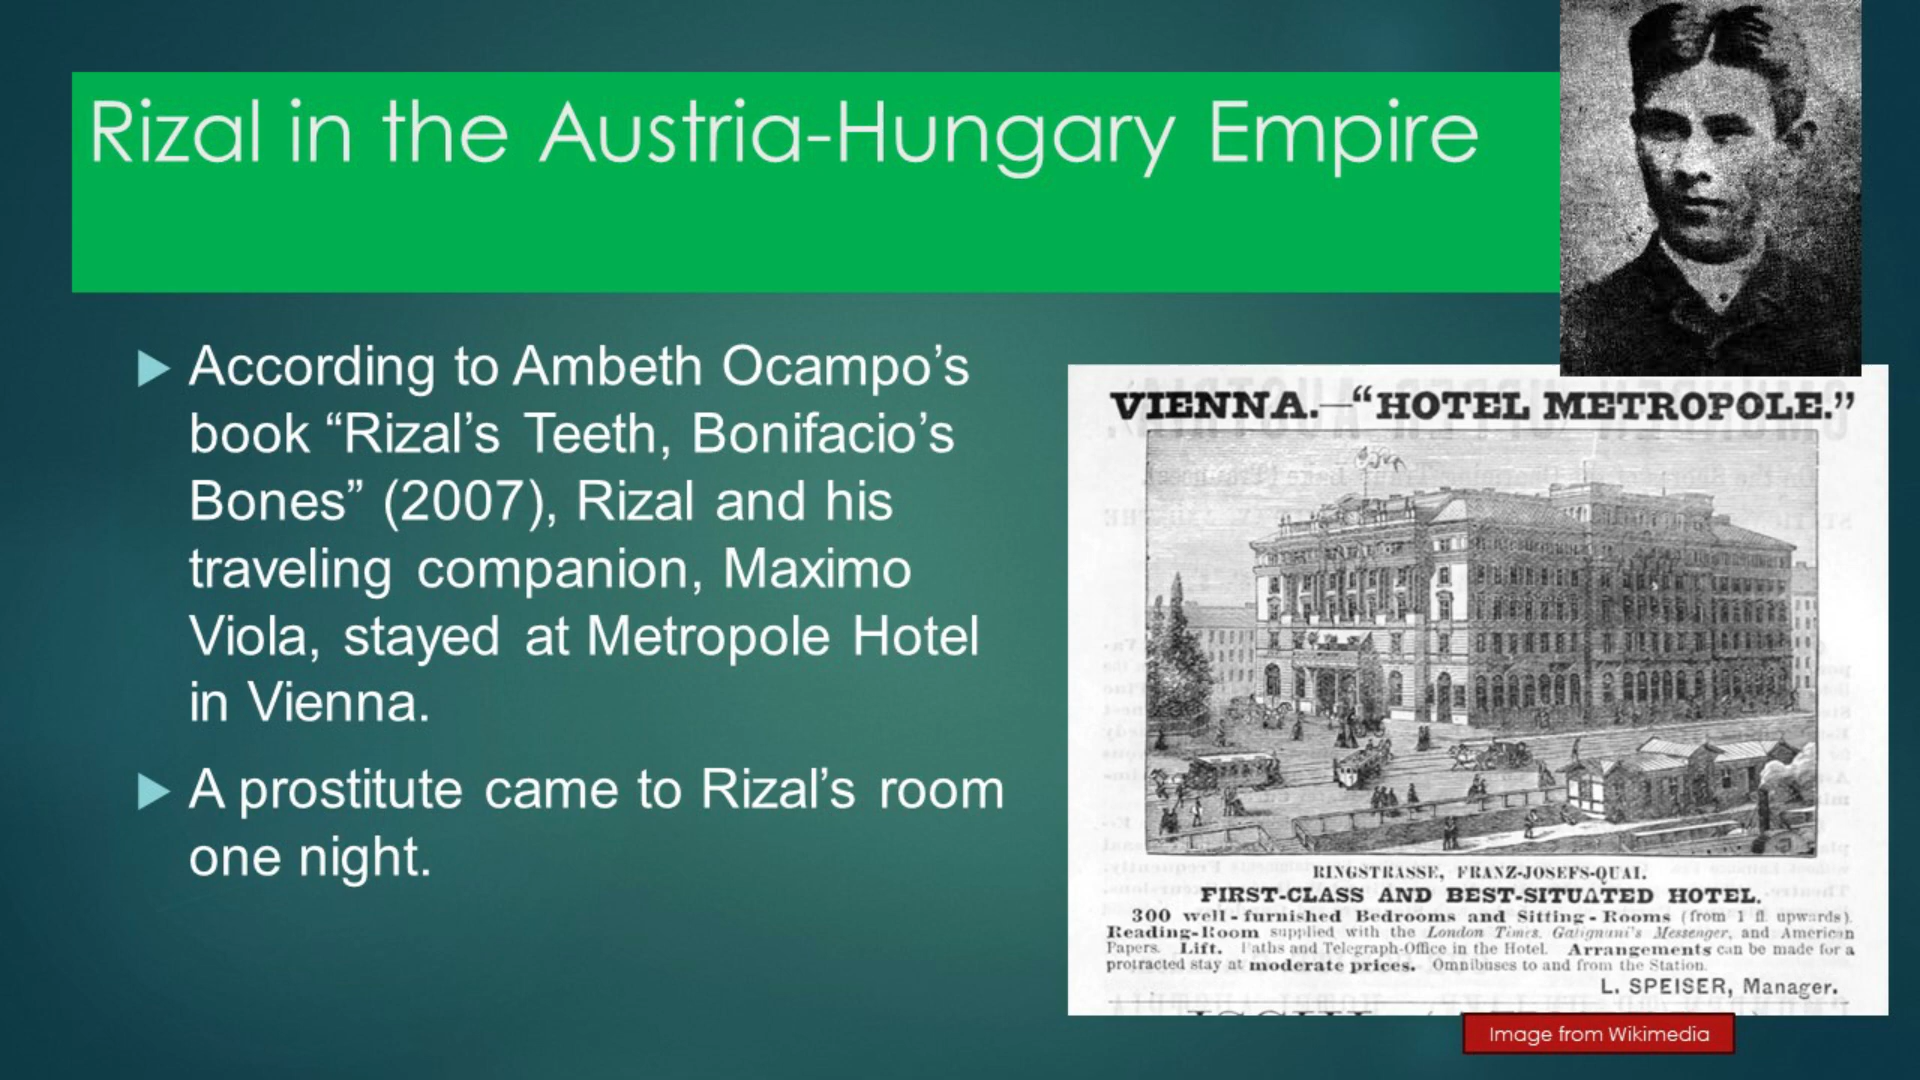 Rizal in the Austria-Hungary Empire
According to Ambeth Ocampo’s
book “Rizal’s Teeth, Bonifacio’s
Bones” (2007), Rizal and his
traveling companion, Maximo
Viola, stayed at Metropole Hotel
in Vienna.
A prostitute came to Rizal’s room
one night.
VIENNA.—“HOTEL METROPOLE.”
RINGSTRASSE, FRANZ-JOSEFS-QUAI.
FIRST-CLASS AND BEST-SITUATED HOTEL.
300 well-furnished Bedrooms and Sitting-Rooms (from 1 fl. upwards).
Reading-Room supplied with the London Times, Galignani's Messenger, and American
Papers. Lift. Baths and Telegraph-Office in the Hotel. Arrangements can be made for a
protracted stay at moderate prices. Omnibuses to and from the Station.
L. SPEISER, Manager.
Image from Wikimedia